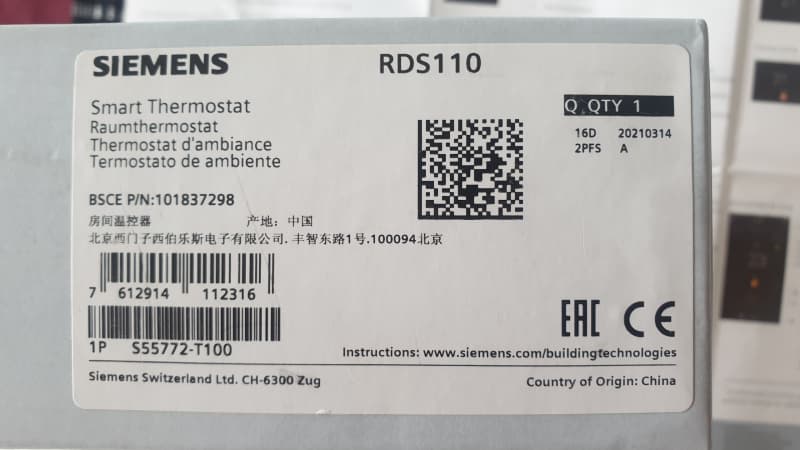 SIEMENS
RDS110
Smart Thermostat
Raumthermostat
Thermostat d'ambiance
Termostato de ambiente
Q QTY 1
16D 20210314
2PFS A
BSCE P/N:101837298
房间温控器 产地：中国
北京西门子西伯乐斯电子有限公司. 丰智东路1号.100094北京
7 612914 112316
1P S55772-T100
EAC CE
Instructions: www.siemens.com/buildingtechnologies
Siemens Switzerland Ltd. CH-6300 Zug
Country of Origin: China